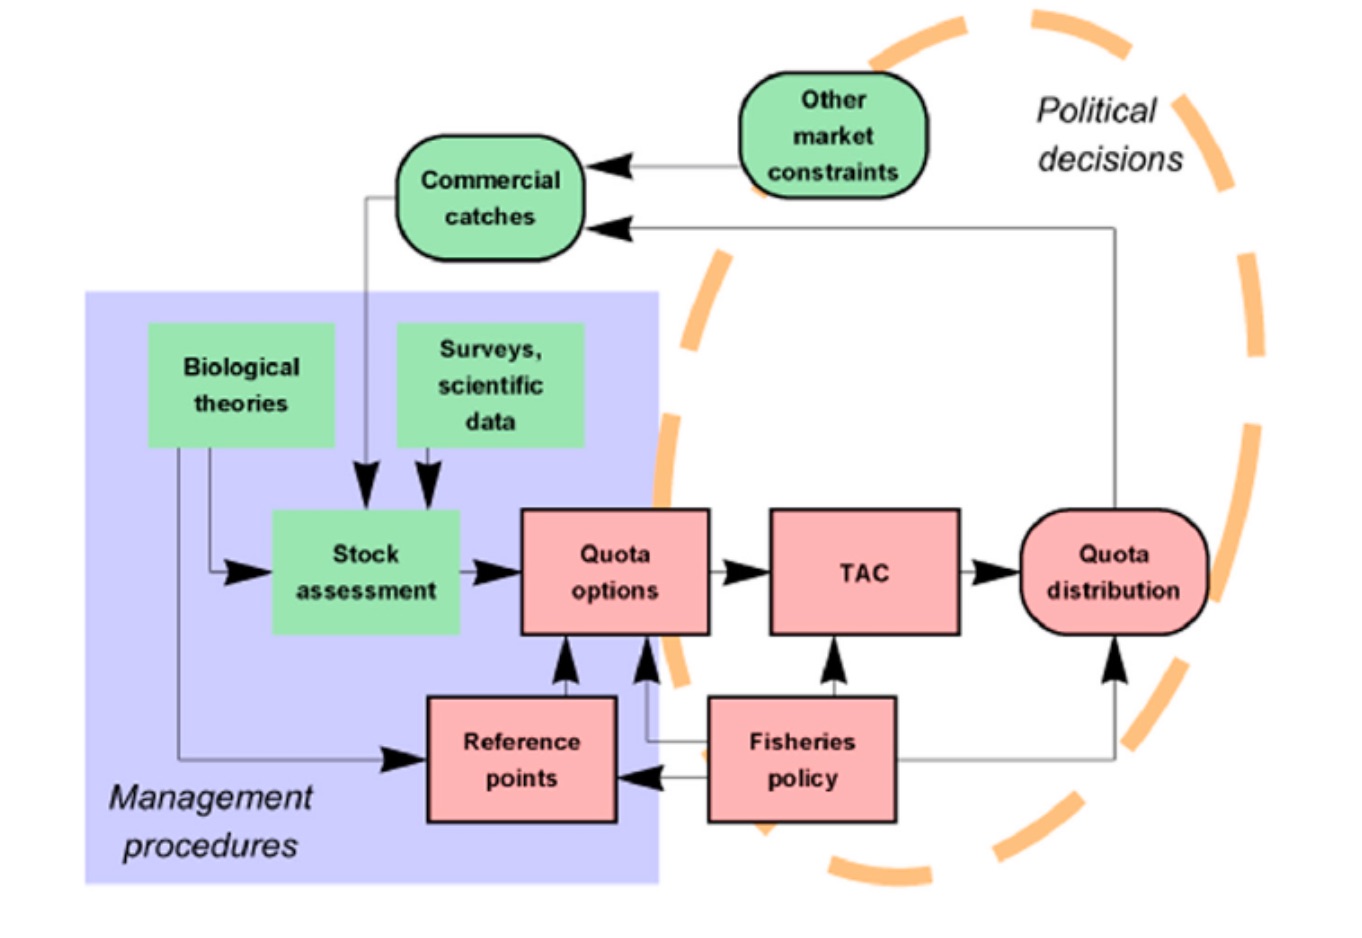 Other
market
constraints
Political
decisions
Commercial
catches
Biological
theories
Surveys,
scientific
data
Stock
assessment
Quota
options
TAC
Quota
distribution
Reference
points
Fisheries
policy
Management
procedures